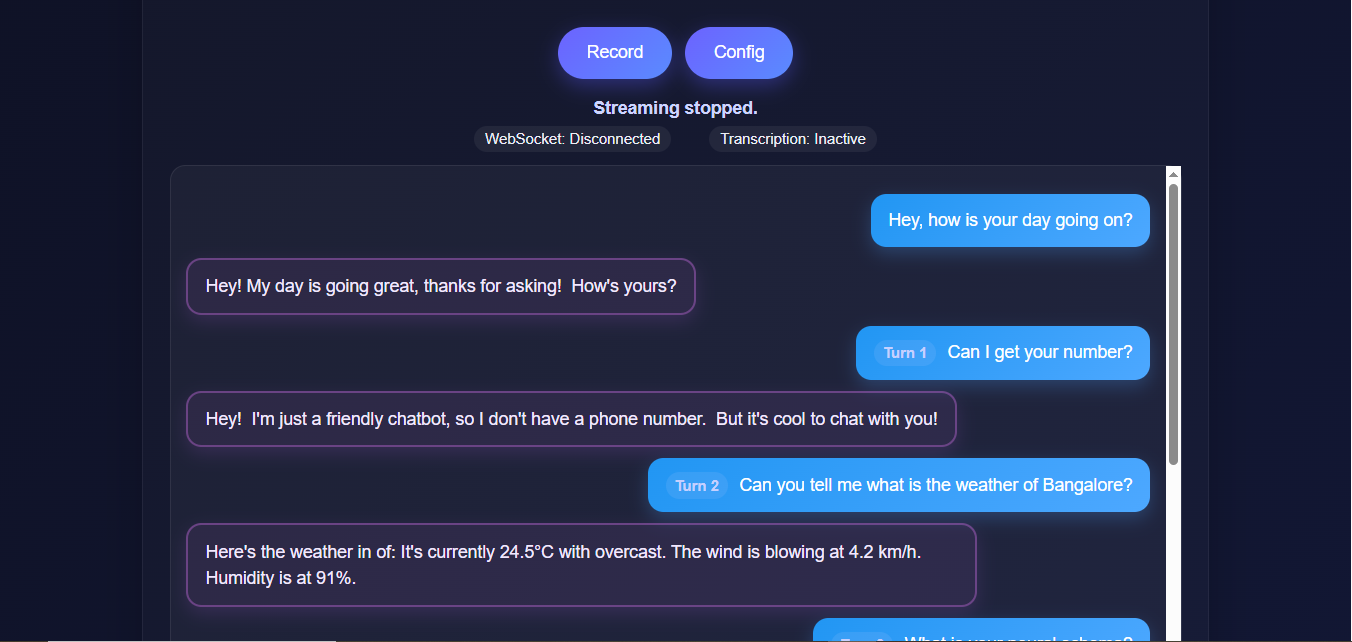 Record Config
Streaming stopped.
WebSocket: Disconnected Transcription: Inactive
Hey, how is your day going on?
Hey! My day is going great, thanks for asking!  How's yours?
Turn 1 Can I get your number?
Hey!  I'm just a friendly chatbot, so I don't have a phone number.  But it's cool to chat with you!
Turn 2 Can you tell me what is the weather of Bangalore?
Here's the weather in of: It's currently 24.5°C with overcast. The wind is blowing at 4.2 km/h.
Humidity is at 91%.
What is your